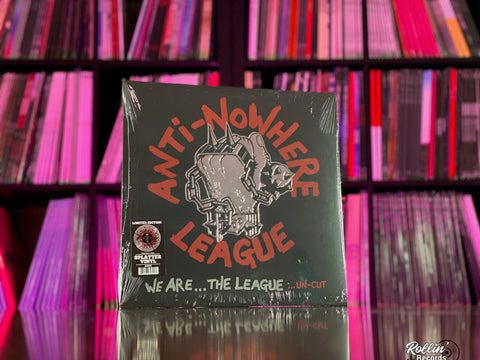 ANTi-NOWHERE
LEAGUE
WE ARE...THE LEAGUE ...UN-CUT
LIMITED EDITION
SPLATTER
VINYL
Rollin'
Records